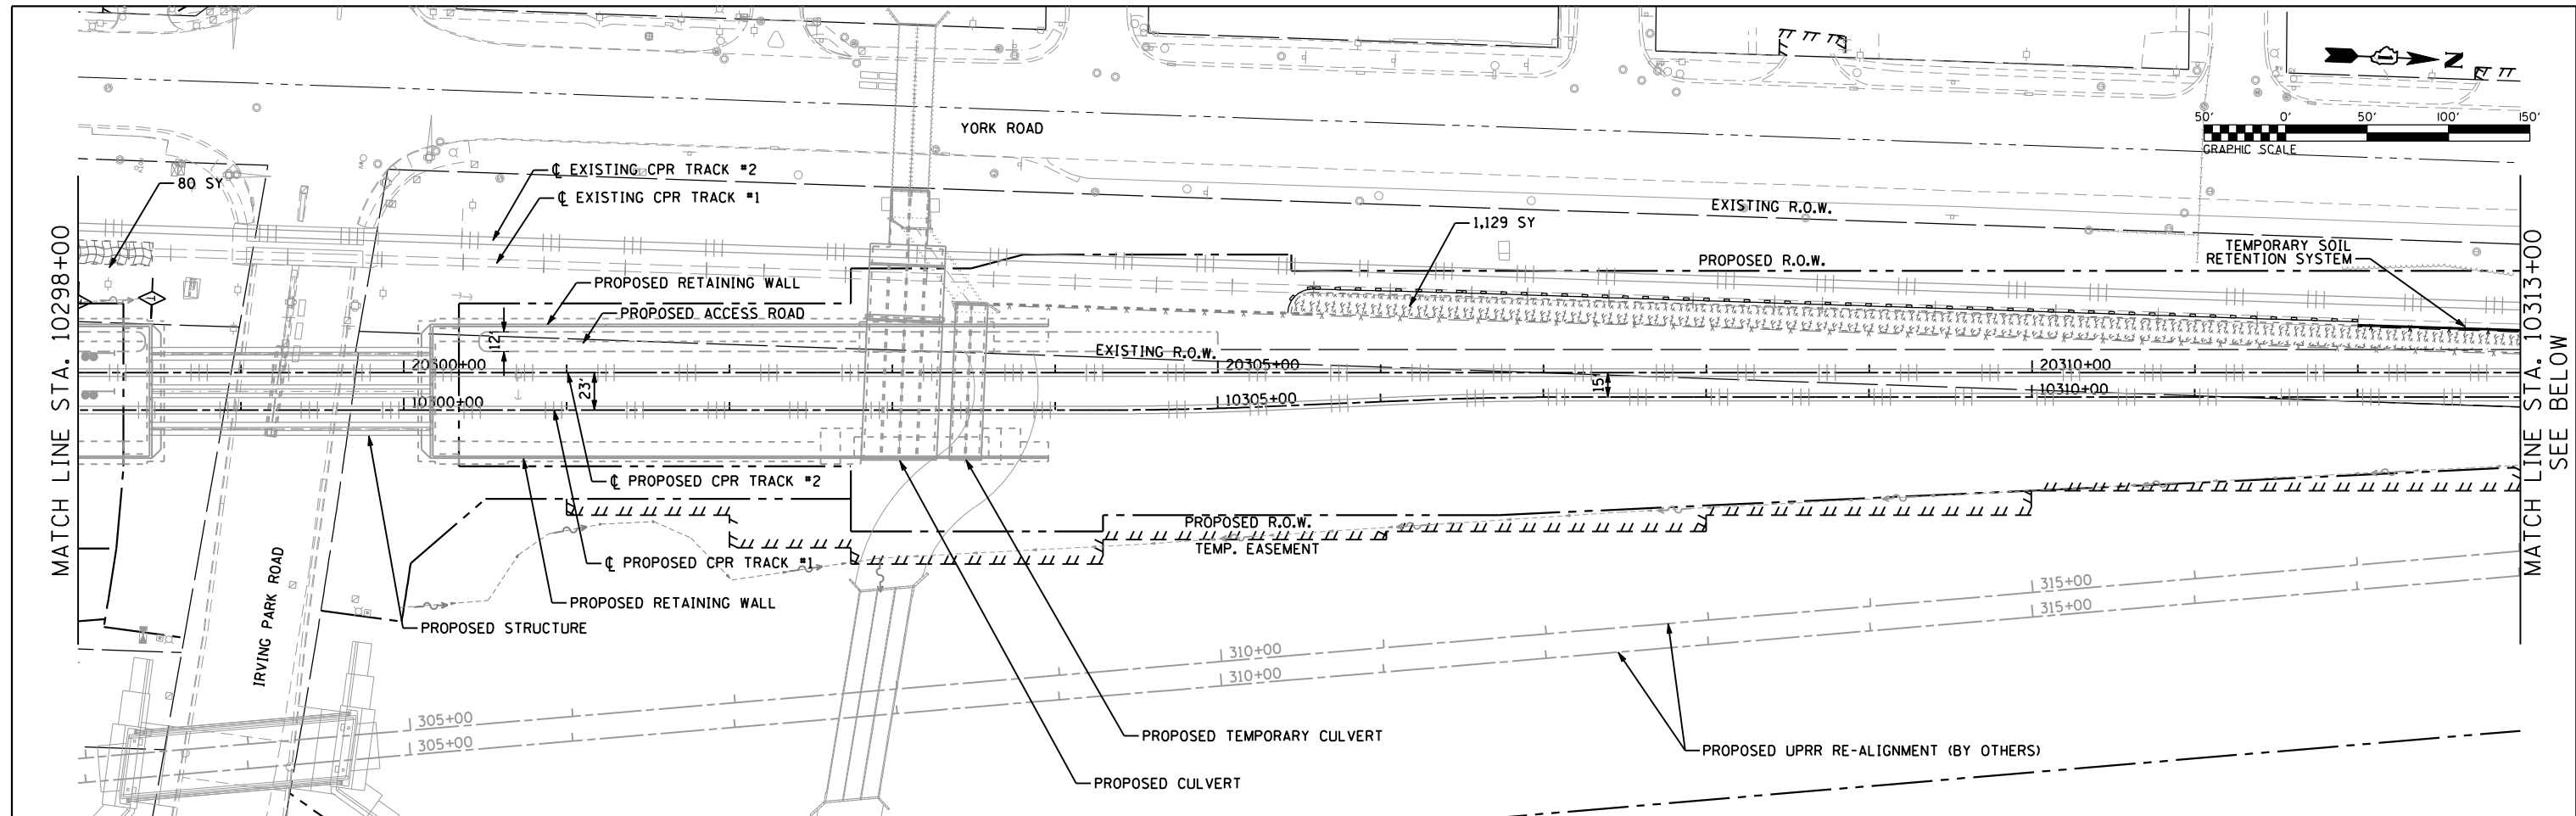 N
50' 0' 50' 100' 150'
GRAPHIC SCALE
YORK ROAD
℄ EXISTING CPR TRACK #2
℄ EXISTING CPR TRACK #1
80 SY
1,129 SY
EXISTING R.O.W.
PROPOSED R.O.W.
TEMPORARY SOIL
RETENTION SYSTEM
MATCH LINE STA. 10298+00
MATCH LINE STA. 10313+00
SEE BELOW
PROPOSED RETAINING WALL
PROPOSED ACCESS ROAD
12'
EXISTING R.O.W.
20300+00
20305+00
20310+00
23'
15'
10300+00
10305+00
10310+00
℄ PROPOSED CPR TRACK #2
PROPOSED R.O.W.
TEMP. EASEMENT
℄ PROPOSED CPR TRACK #1
PROPOSED RETAINING WALL
PROPOSED STRUCTURE
IRVING PARK ROAD
315+00
315+00
310+00
310+00
305+00
305+00
PROPOSED TEMPORARY CULVERT
PROPOSED UPRR RE-ALIGNMENT (BY OTHERS)
PROPOSED CULVERT